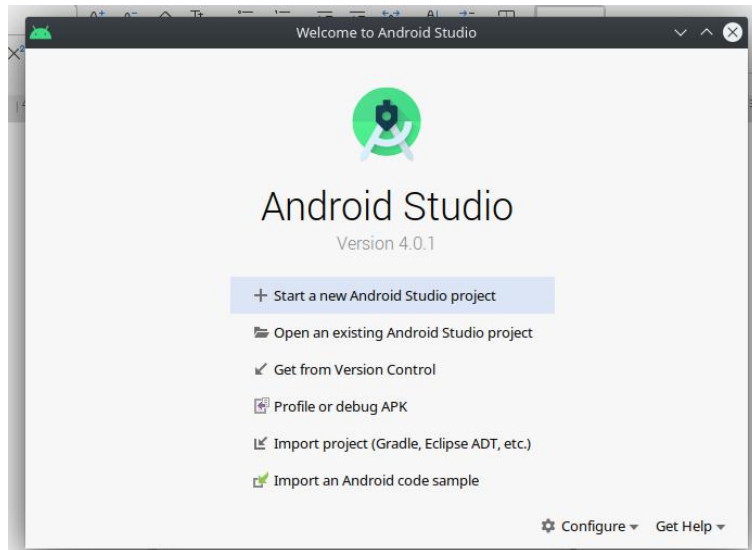 Welcome to Android Studio
Android Studio
Version 4.0.1
Start a new Android Studio project
Open an existing Android Studio project
Get from Version Control
Profile or debug APK
Import project (Gradle, Eclipse ADT, etc.)
Import an Android code sample
Configure Get Help